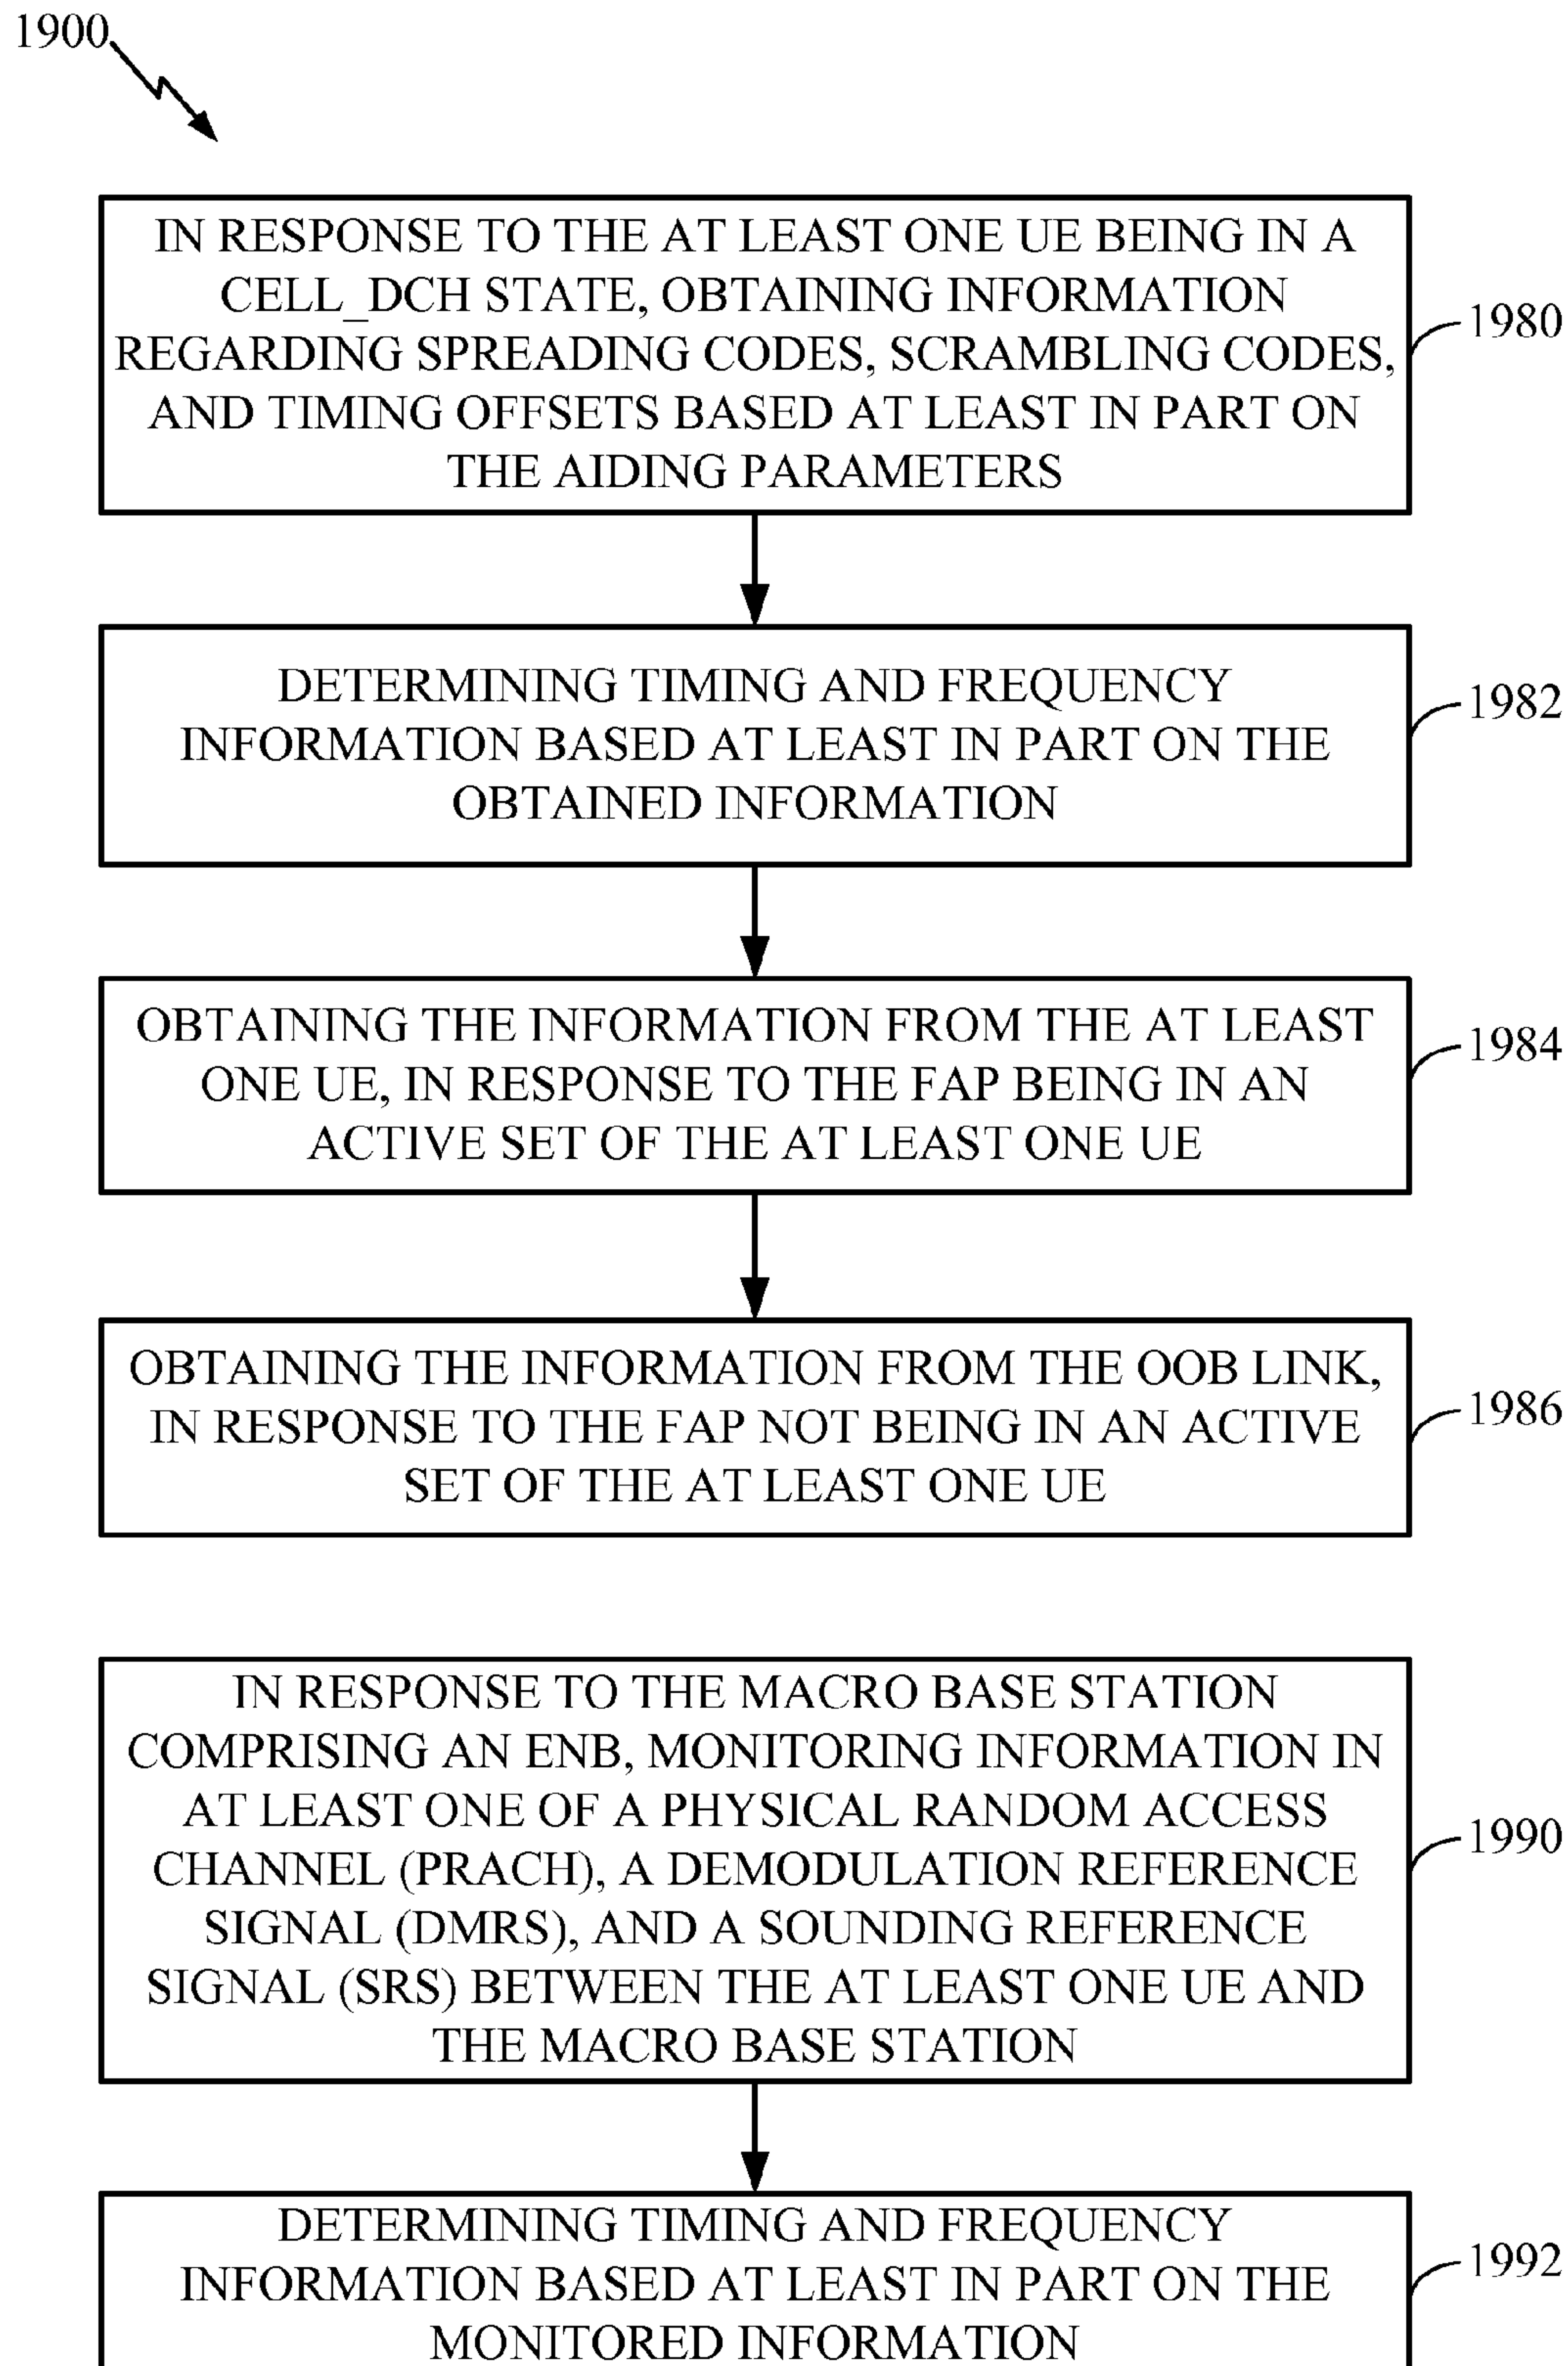 1900
IN RESPONSE TO THE AT LEAST ONE UE BEING IN A
CELL_DCH STATE, OBTAINING INFORMATION
REGARDING SPREADING CODES, SCRAMBLING CODES,
AND TIMING OFFSETS BASED AT LEAST IN PART ON
THE AIDING PARAMETERS
1980
DETERMINING TIMING AND FREQUENCY
INFORMATION BASED AT LEAST IN PART ON THE
OBTAINED INFORMATION
1982
OBTAINING THE INFORMATION FROM THE AT LEAST
ONE UE, IN RESPONSE TO THE FAP BEING IN AN
ACTIVE SET OF THE AT LEAST ONE UE
1984
OBTAINING THE INFORMATION FROM THE OOB LINK,
IN RESPONSE TO THE FAP NOT BEING IN AN ACTIVE
SET OF THE AT LEAST ONE UE
1986
IN RESPONSE TO THE MACRO BASE STATION
COMPRISING AN ENB, MONITORING INFORMATION IN
AT LEAST ONE OF A PHYSICAL RANDOM ACCESS
CHANNEL (PRACH), A DEMODULATION REFERENCE
SIGNAL (DMRS), AND A SOUNDING REFERENCE
SIGNAL (SRS) BETWEEN THE AT LEAST ONE UE AND
THE MACRO BASE STATION
1990
DETERMINING TIMING AND FREQUENCY
INFORMATION BASED AT LEAST IN PART ON THE
MONITORED INFORMATION
1992